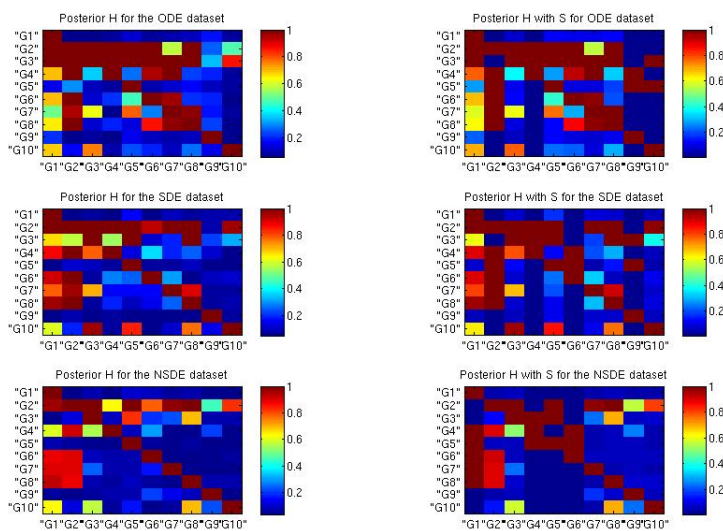 Posterior H for the ODE dataset
"G1"
"G2"
"G3"
"G4"
"G5"
"G6"
"G7"
"G8"
"G9"
"G10"
"G1""G2""G3""G4""G5""G6""G7""G8""G9""G10"
1
0.8
0.6
0.4
0.2
Posterior H with S for ODE dataset
"G1"
"G2"
"G3"
"G4"
"G5"
"G6"
"G7"
"G8"
"G9"
"G10"
"G1""G2""G3""G4""G5""G6""G7""G8""G9""G10"
1
0.8
0.6
0.4
0.2
Posterior H for the SDE dataset
"G1"
"G2"
"G3"
"G4"
"G5"
"G6"
"G7"
"G8"
"G9"
"G10"
"G1""G2""G3""G4""G5""G6""G7""G8""G9""G10"
1
0.8
0.6
0.4
0.2
Posterior H with S for the SDE dataset
"G1"
"G2"
"G3"
"G4"
"G5"
"G6"
"G7"
"G8"
"G9"
"G10"
"G1""G2""G3""G4""G5""G6""G7""G8""G9""G10"
1
0.8
0.6
0.4
0.2
Posterior H for the NSDE dataset
"G1"
"G2"
"G3"
"G4"
"G5"
"G6"
"G7"
"G8"
"G9"
"G10"
"G1""G2""G3""G4""G5""G6""G7""G8""G9""G10"
1
0.8
0.6
0.4
0.2
Posterior H with S for the NSDE dataset
"G1"
"G2"
"G3"
"G4"
"G5"
"G6"
"G7"
"G8"
"G9"
"G10"
"G1""G2""G3""G4""G5""G6""G7""G8""G9""G10"
1
0.8
0.6
0.4
0.2